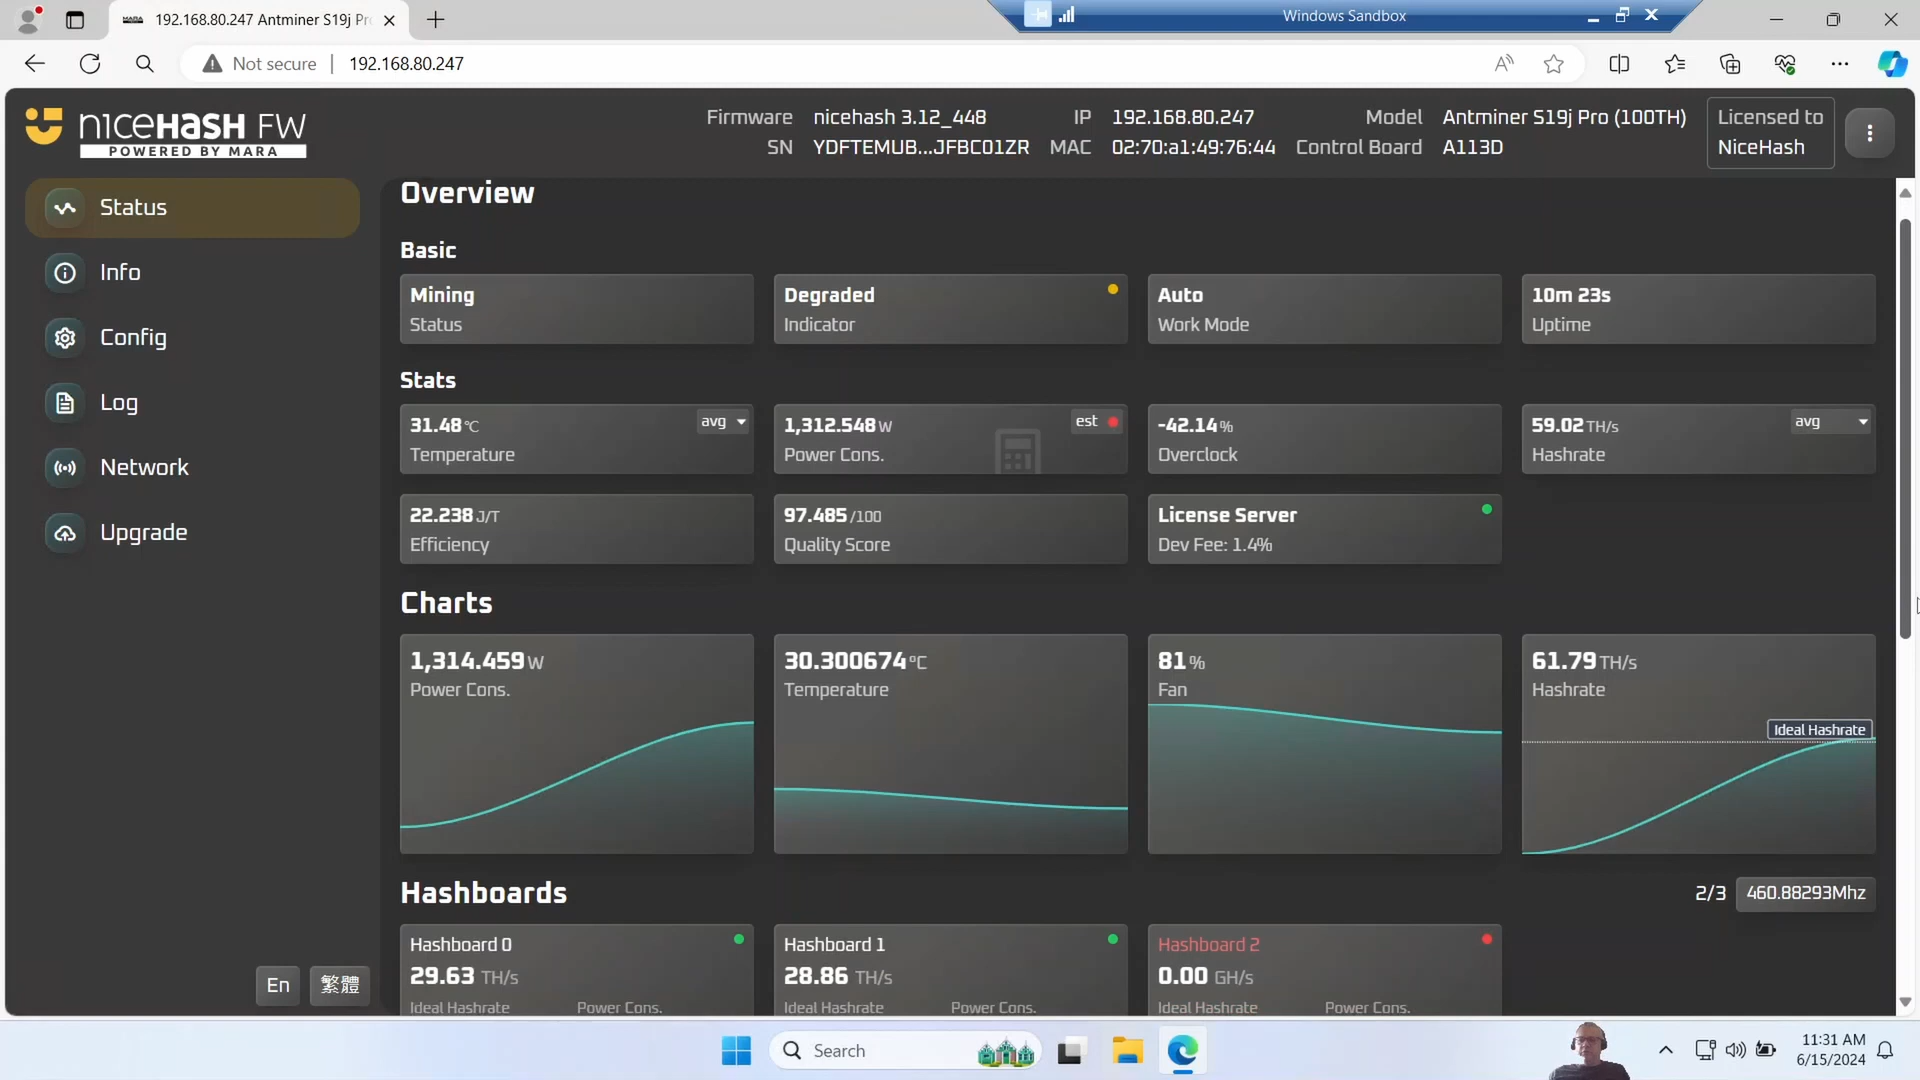 192.168.80.247 Antminer S19j Pr
Windows Sandbox
Not secure
192.168.80.247
niceHASH FW
POWERED BY MARA
Firmware nicehash 3.12_448 IP 192.168.80.247 Model Antminer S19j Pro (100TH)
SN YDFTEMUB...JFBC01ZR MAC 02:70:a1:49:76:44 Control Board A113D
Licensed to
NiceHash
Status
Info
Config
Log
Network
Upgrade
En
繁體
Overview
Basic
Mining
Status
Degraded
Indicator
Auto
Work Mode
10m 23s
Uptime
Stats
31.48°C
avg
Temperature
1,312.548W
est
Power Cons.
-42.14%
Overclock
59.02TH/s
avg
Hashrate
22.238J/T
Efficiency
97.485/100
Quality Score
License Server
Dev Fee: 1.4%
Charts
1,314.459W
Power Cons.
30.300674°C
Temperature
81%
Fan
61.79TH/s
Hashrate
Ideal Hashrate
Hashboards
2/3 460.88293Mhz
Hashboard 0
29.63 TH/s
Ideal Hashrate Power Cons.
Hashboard 1
28.86 TH/s
Ideal Hashrate Power Cons.
Hashboard 2
0.00 GH/s
Ideal Hashrate Power Cons.
Search
11:31 AM
6/15/2024